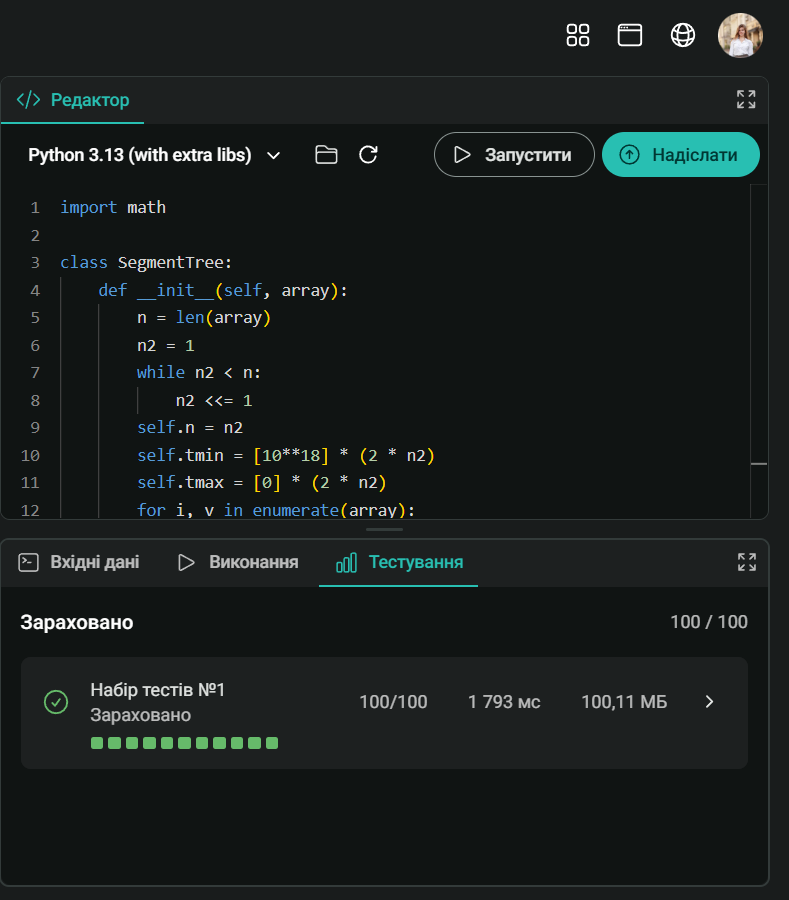 </> Редактор
Python 3.13 (with extra libs)
Запустити
Надіслати
1 import math
2
3 class SegmentTree:
4 def __init__(self, array):
5 n = len(array)
6 n2 = 1
7 while n2 < n:
8 n2 <<= 1
9 self.n = n2
10 self.tmin = [10**18] * (2 * n2)
11 self.tmax = [0] * (2 * n2)
12 for i, v in enumerate(array):
Вхідні дані
Виконання
Тестування
Зараховано 100 / 100
Набір тестів №1
Зараховано
100/100 1 793 мс 100,11 МБ